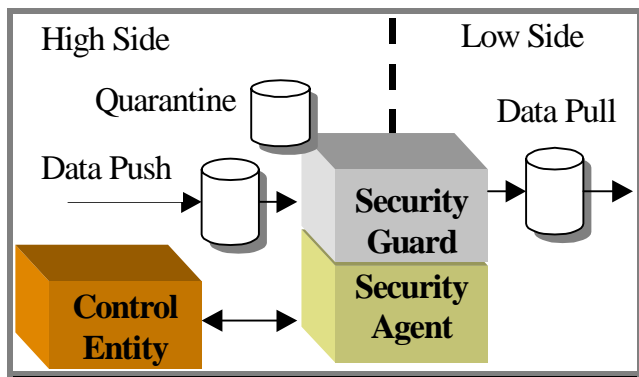 High Side
Low Side
Quarantine
Data Pull
Data Push
Security
Guard
Control
Entity
Security
Agent